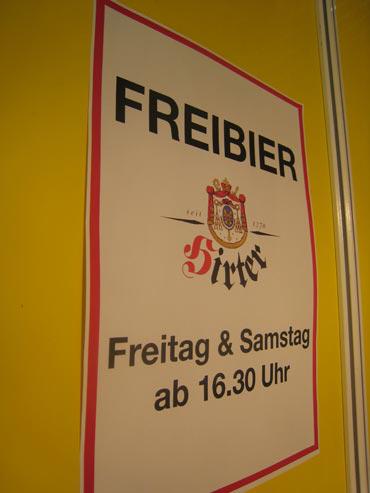 FREIBIER
seit 1270
Hirter
Freitag & Samstag
ab 16.30 Uhr